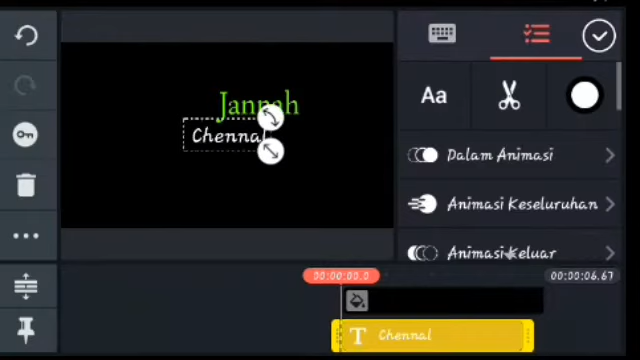 Jannah
Chennal
Aa
Dalam Animasi
Animasi Keseluruhan
Animasi Keluar
00:00:00.0
00:00:06.67
T Chennal